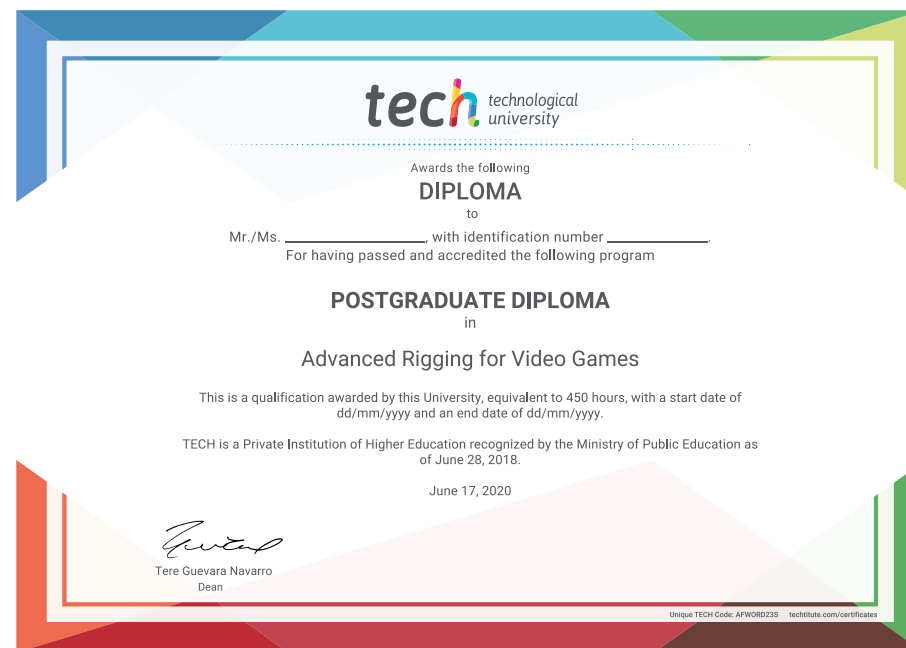 tech technological
university
Awards the following
DIPLOMA
to
Mr./Ms. ____________________, with identification number ______________.
For having passed and accredited the following program
POSTGRADUATE DIPLOMA
in
Advanced Rigging for Video Games
This is a qualification awarded by this University, equivalent to 450 hours, with a start date of
dd/mm/yyyy and an end date of dd/mm/yyyy.
TECH is a Private Institution of Higher Education recognized by the Ministry of Public Education as
of June 28, 2018.
June 17, 2020
Tere Guevara Navarro
Dean
Unique TECH Code: AFWORD23S techtitute.com/certificates